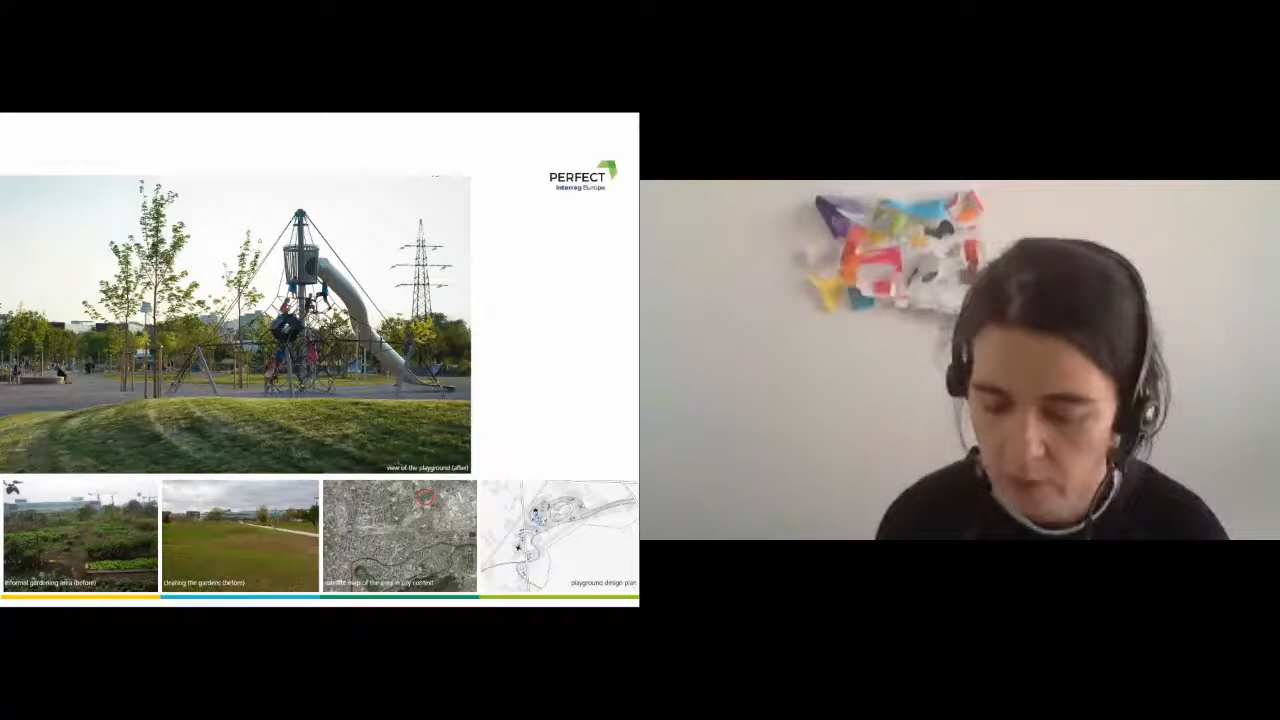 PERFECT
Interreg Europe
view of the playground (after)
informal gardening area (before)
clearing the gardens (before)
satellite map of the area in city context
playground design plan